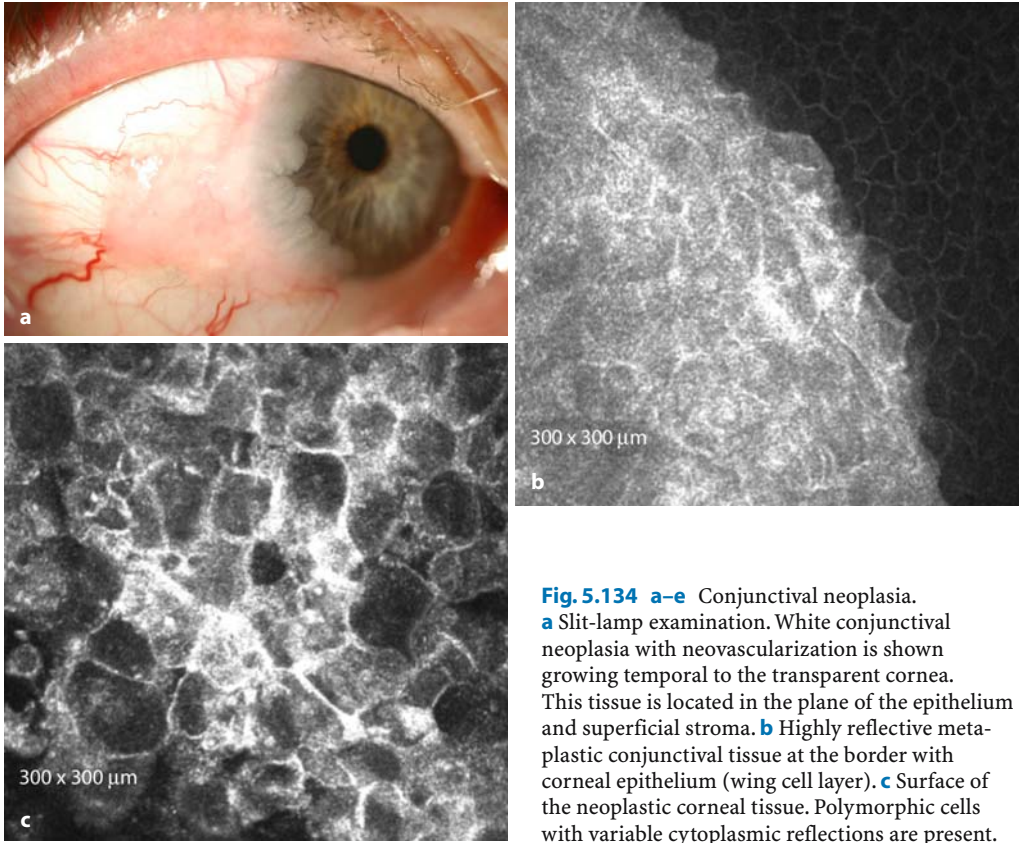 a
300 x 300 µm
b
300 x 300 µm
c
Fig. 5.134 a–e Conjunctival neoplasia.
a Slit-lamp examination. White conjunctival
neoplasia with neovascularization is shown
growing temporal to the transparent cornea.
This tissue is located in the plane of the epithelium
and superficial stroma. b Highly reflective meta-
plastic conjunctival tissue at the border with
corneal epithelium (wing cell layer). c Surface of
the neoplastic corneal tissue. Polymorphic cells
with variable cytoplasmic reflections are present.